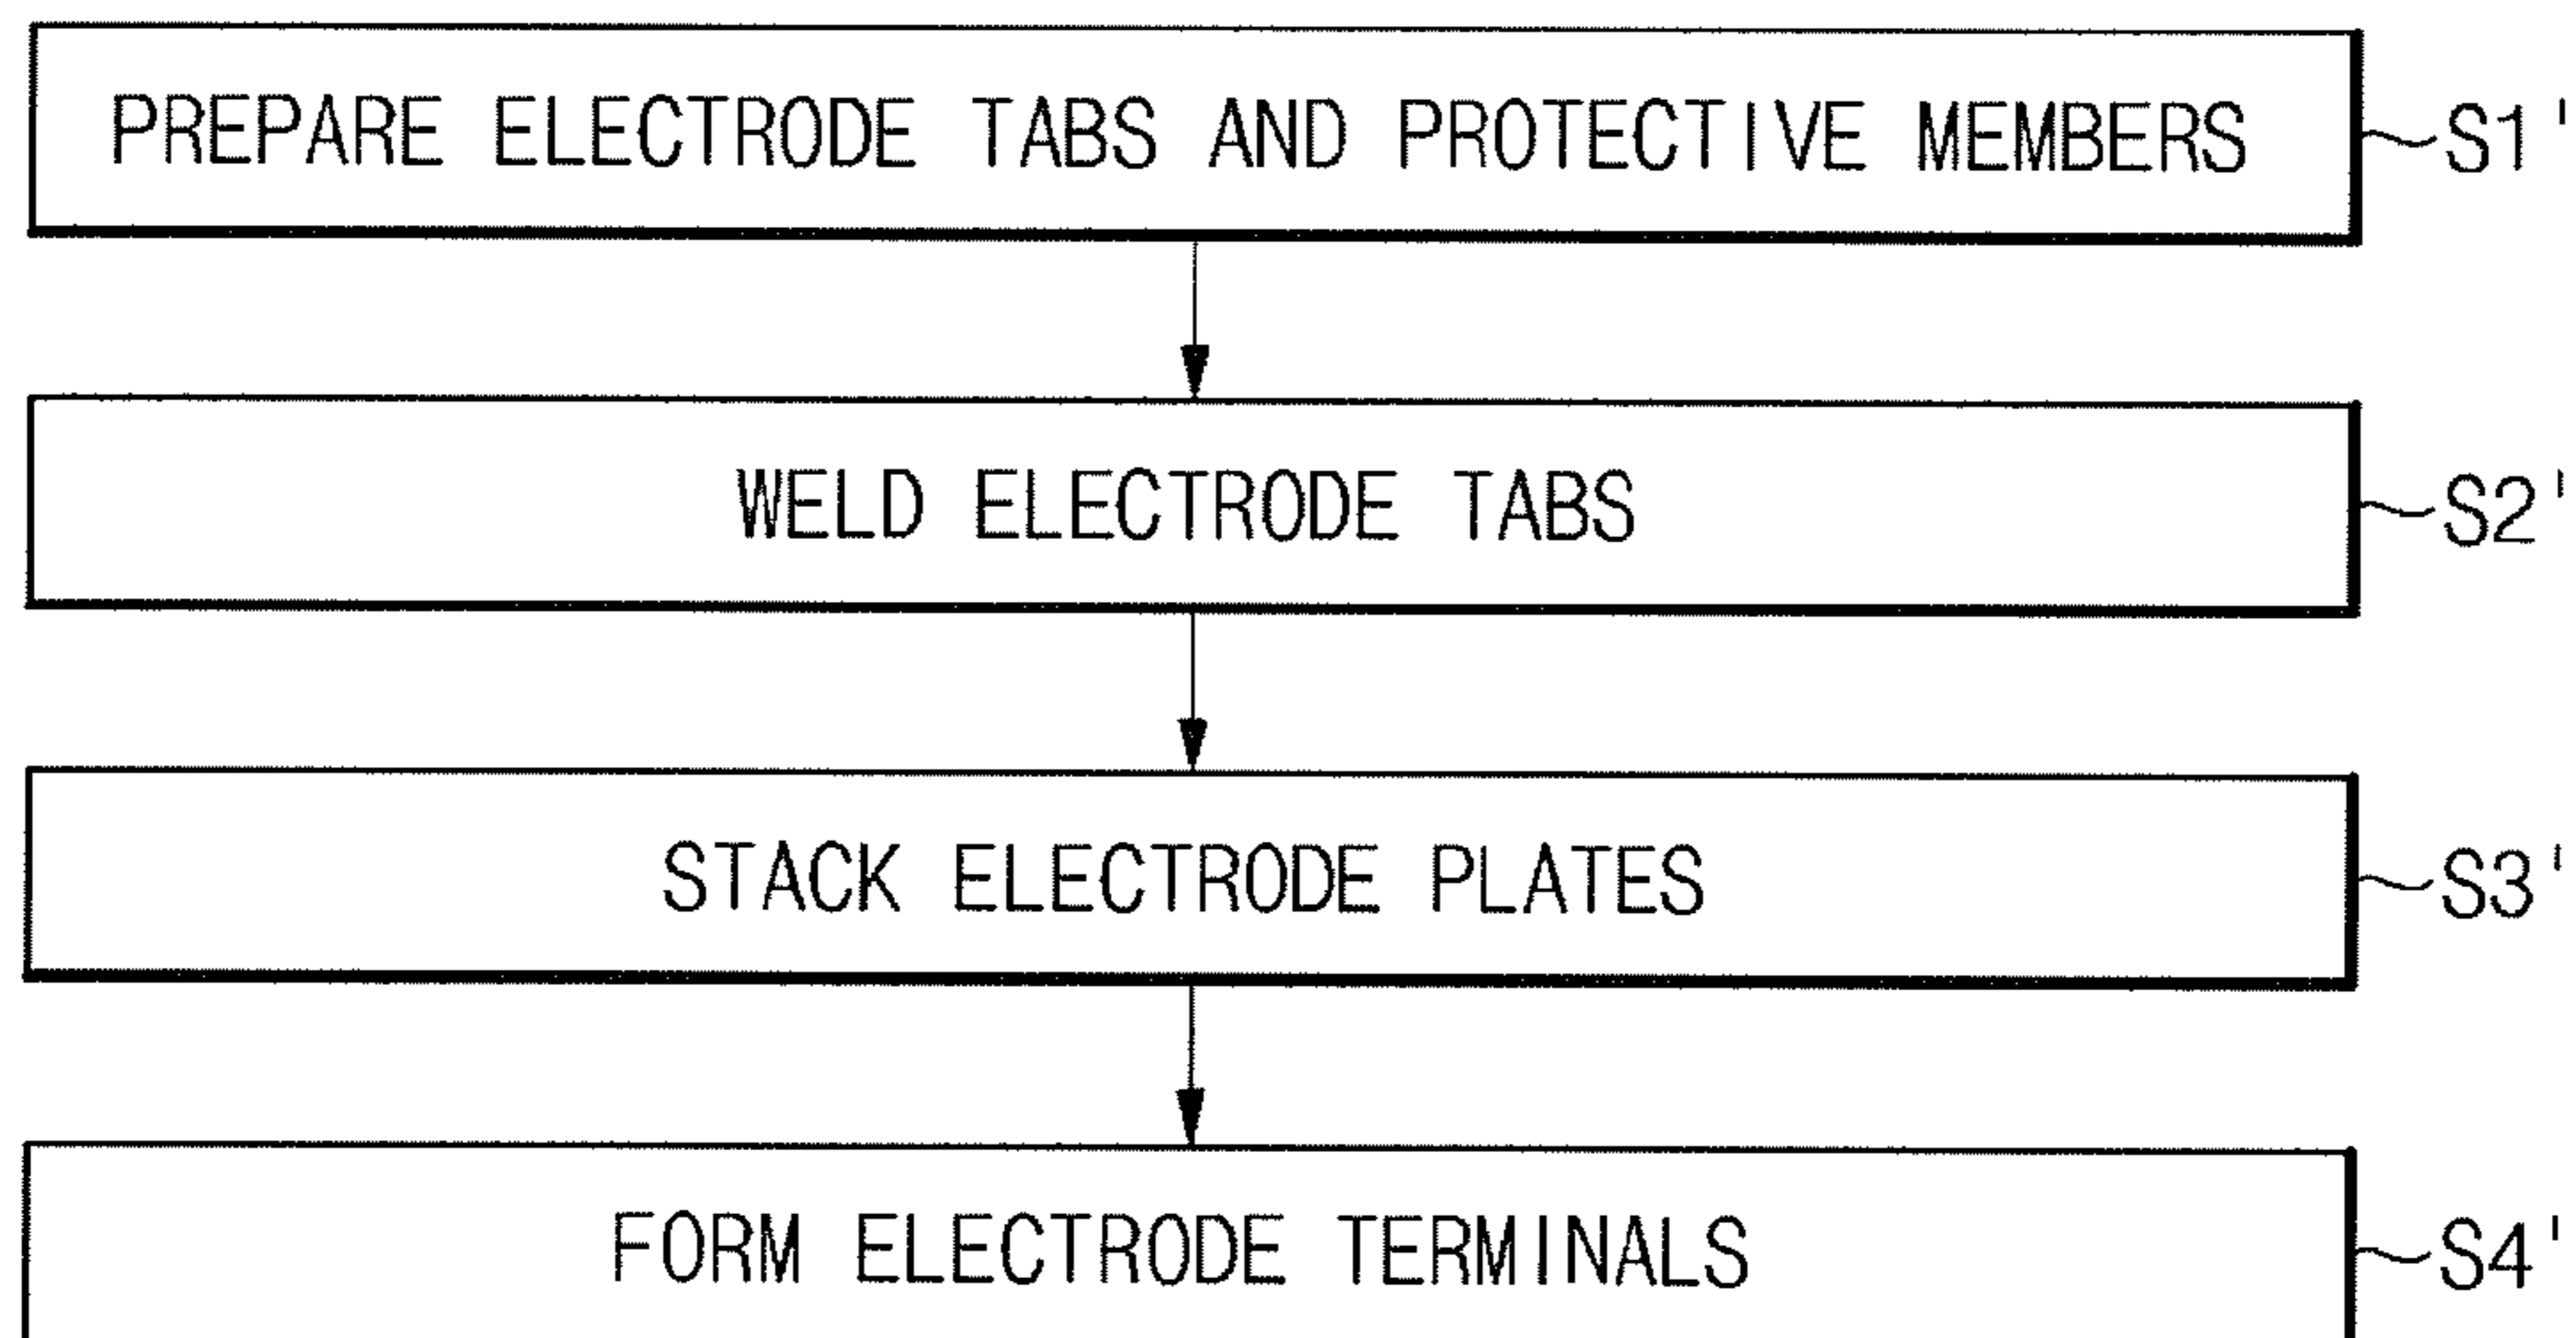 PREPARE ELECTRODE TABS AND PROTECTIVE MEMBERS S1'
WELD ELECTRODE TABS S2'
STACK ELECTRODE PLATES S3'
FORM ELECTRODE TERMINALS S4'